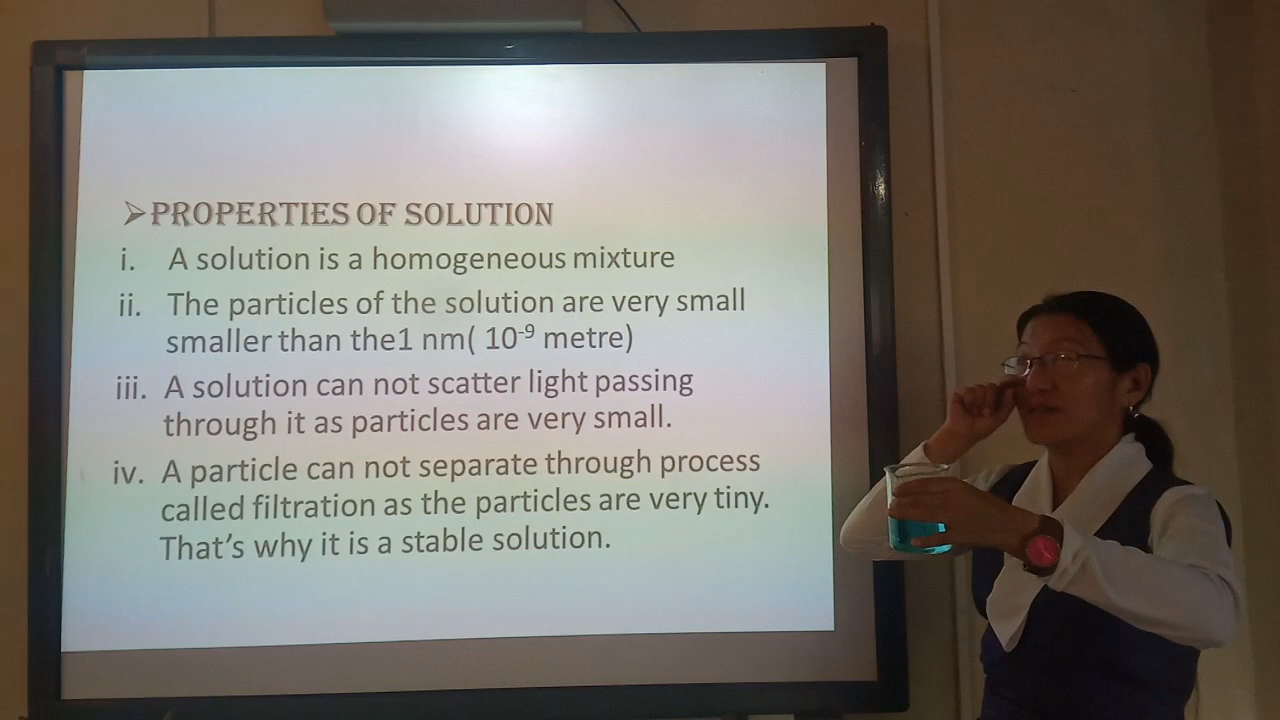 ➢PROPERTIES OF SOLUTION
i. A solution is a homogeneous mixture
ii. The particles of the solution are very small
smaller than the1 nm( 10⁻⁹ metre)
iii. A solution can not scatter light passing
through it as particles are very small.
iv. A particle can not separate through process
called filtration as the particles are very tiny.
That’s why it is a stable solution.